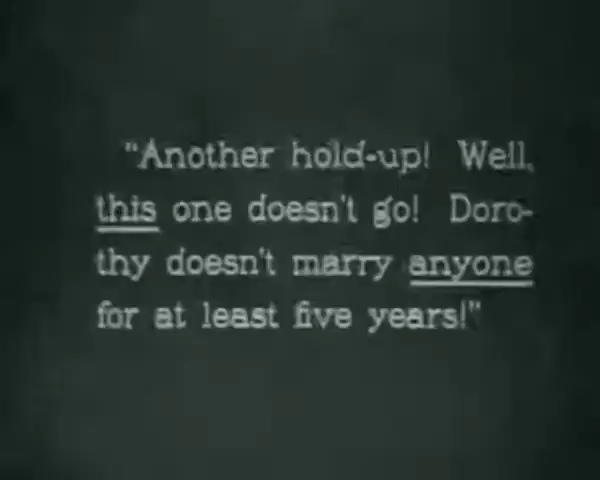 "Another hold-up! Well,
this one doesn't go! Doro-
thy doesn't marry anyone
for at least five years!"